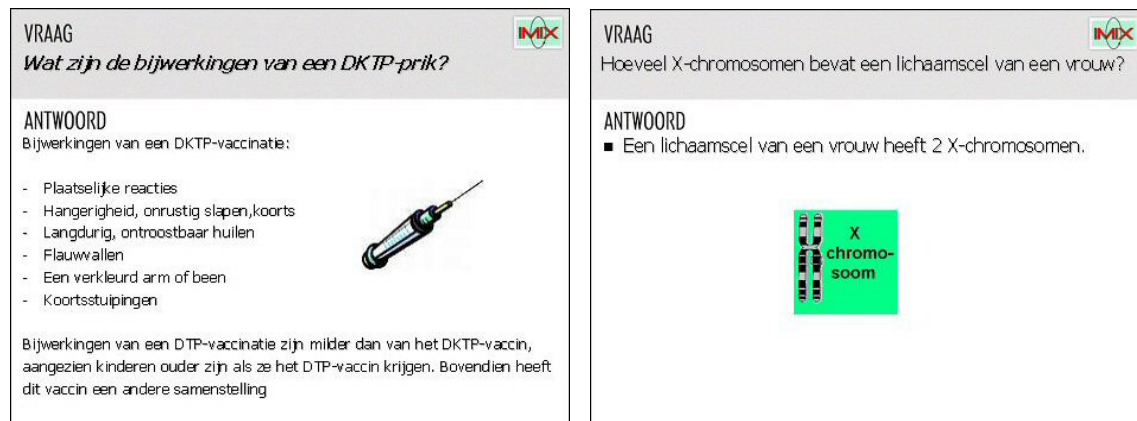 VRAAG
IMIX
Wat zijn de bijwerkingen van een DKTP-prik?
ANTWOORD
Bijwerkingen van een DKTP-vaccinatie:
- Plaatselijke reacties
- Hangerigheid, onrustig slapen,koorts
- Langdurig, ontroostbaar huilen
- Flauwvallen
- Een verkleurd arm of been
- Koortsstuipingen
Bijwerkingen van een DTP-vaccinatie zijn milder dan van het DKTP-vaccin,
aangezien kinderen ouder zijn als ze het DTP-vaccin krijgen. Bovendien heeft
dit vaccin een andere samenstelling
VRAAG
IMIX
Hoeveel X-chromosomen bevat een lichaamscel van een vrouw?
ANTWOORD
▪ Een lichaamscel van een vrouw heeft 2 X-chromosomen.
X
chromo-
soom